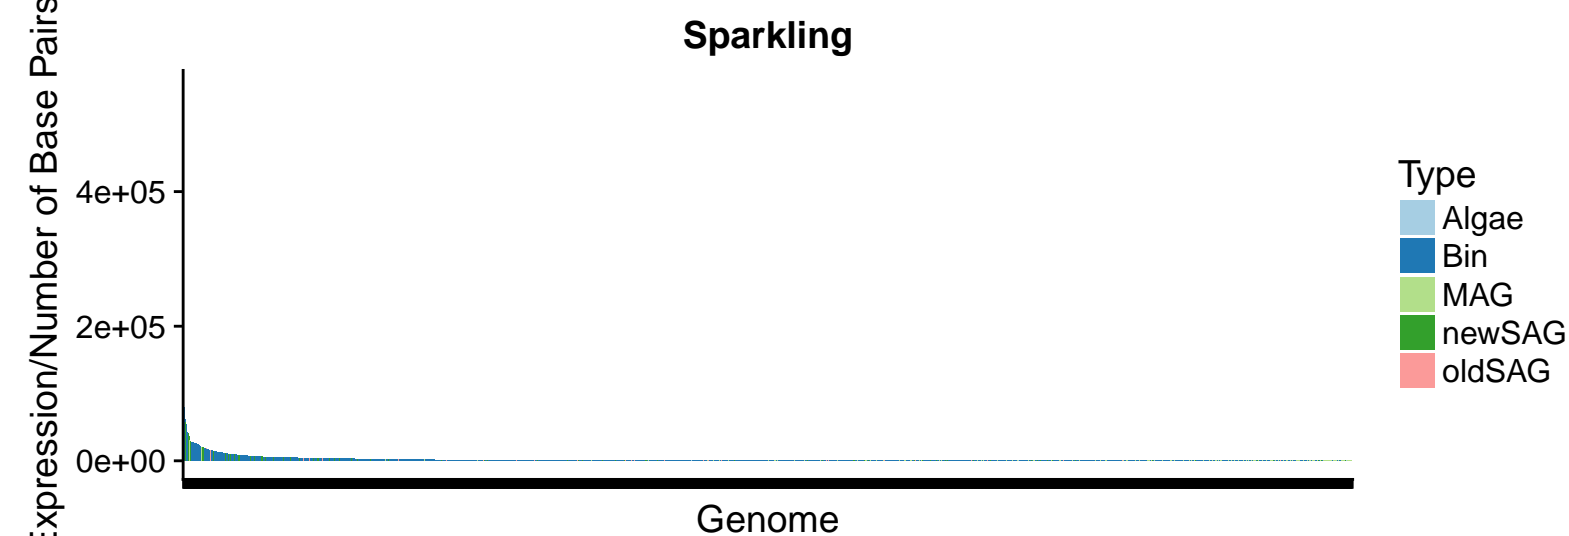 Sparkling
Expression/Number of Base Pairs
4e+05
2e+05
0e+00
Genome
Type
Algae
Bin
MAG
newSAG
oldSAG